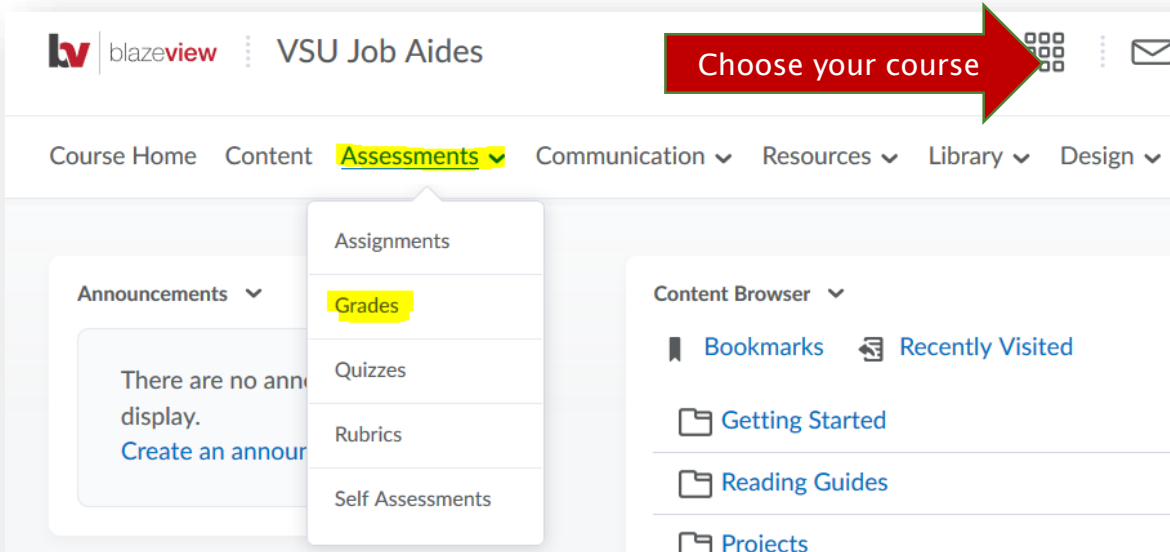 bv blazeview VSU Job Aides Choose your course
Course Home Content Assessments Communication Resources Library Design
Assignments
Grades
Quizzes
Rubrics
Self Assessments
Announcements
There are no
display.
Create an
Content Browser
Bookmarks Recently Visited
Getting Started
Reading Guides
Projects